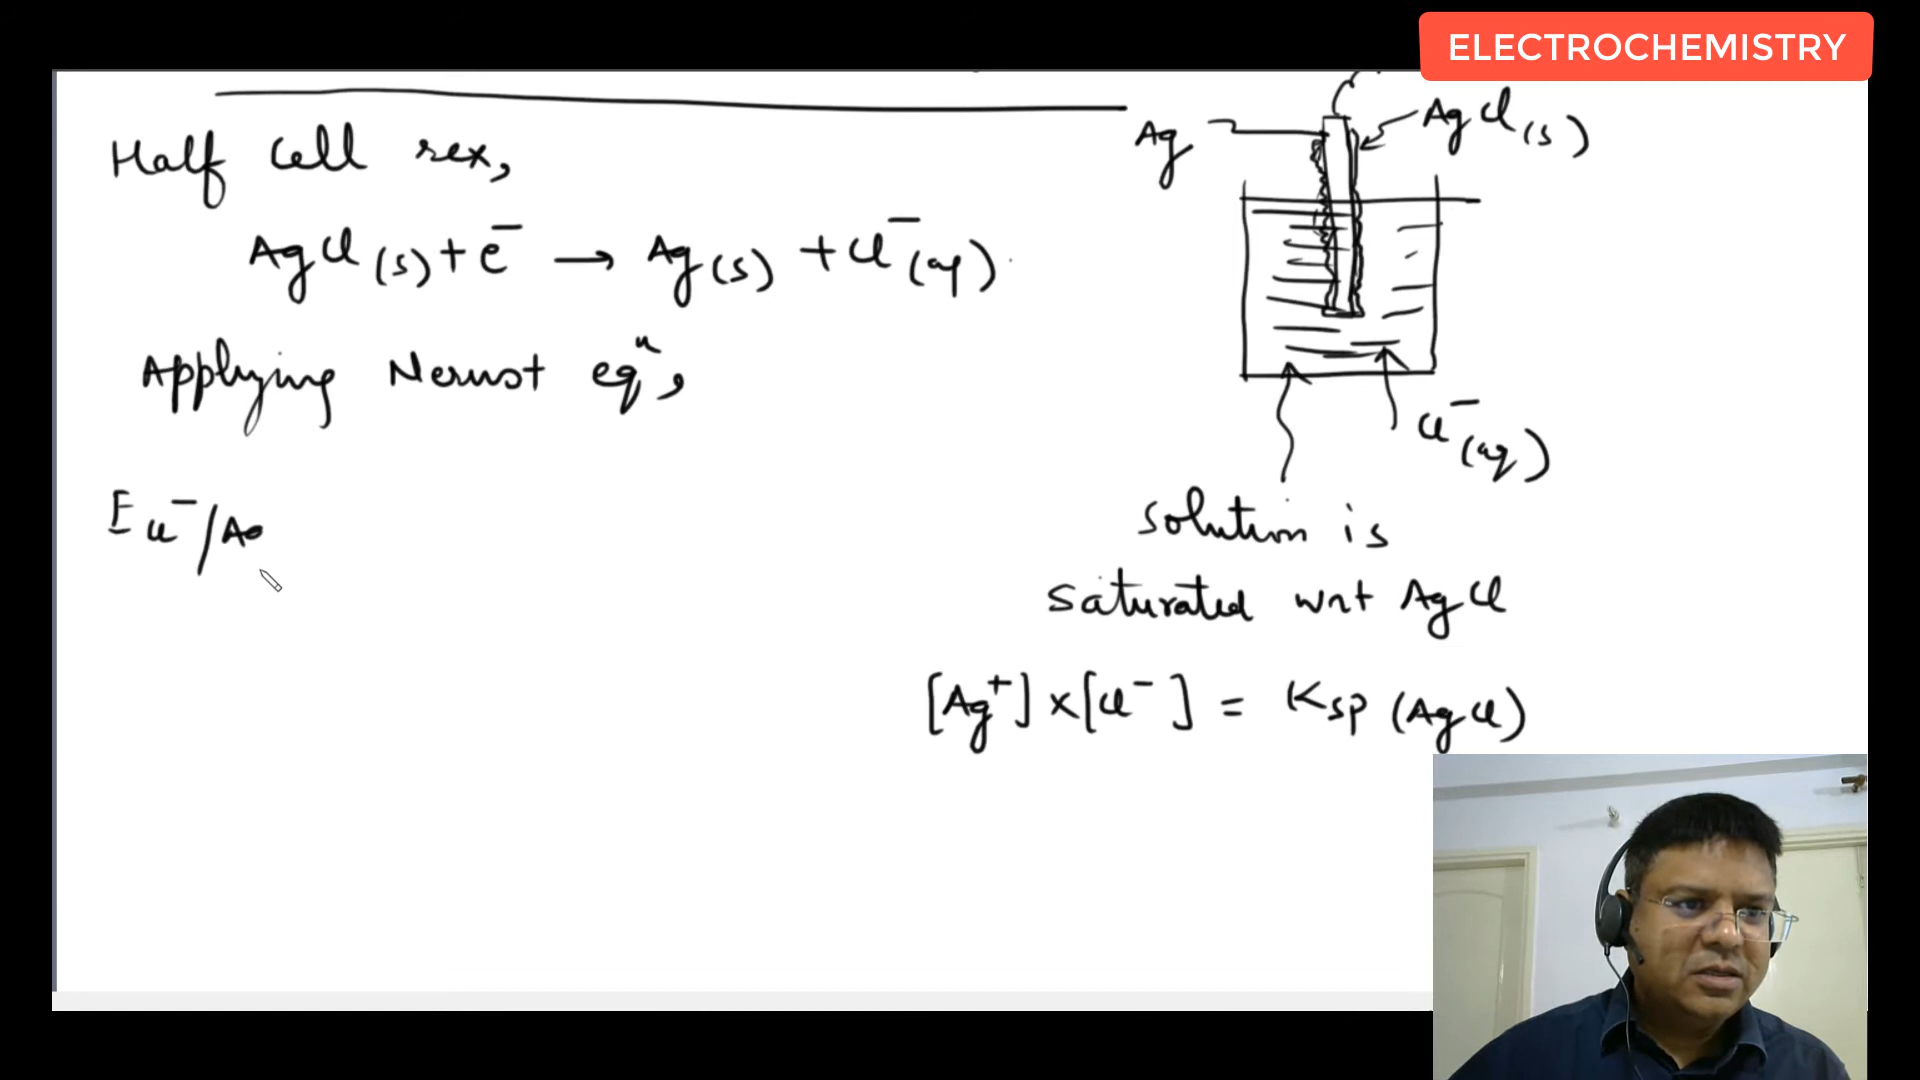 ELECTROCHEMISTRY
Half Cell rex,
AgCl(s) + e⁻ → Ag(s) + Cl⁻(aq)
Applying Nernst eqⁿ,
E Cl⁻/Ag
Ag
AgCl(s)
Cl⁻(aq)
solution is
saturated wrt AgCl
[Ag⁺] x [Cl⁻] = Ksp (AgCl)